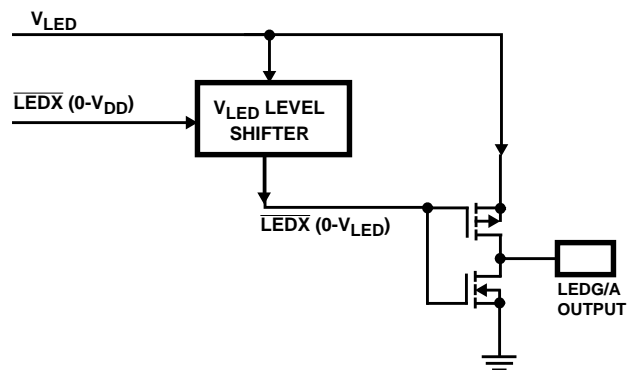 VLED
LEDX (0-VDD)
VLED LEVEL
SHIFTER
LEDX (0-VLED)
LEDG/A
OUTPUT